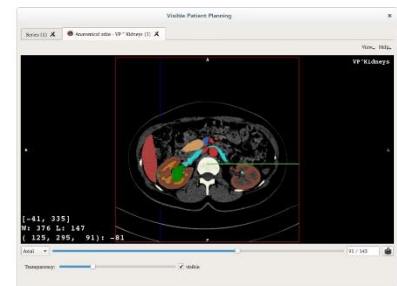 Visible Patient Planning
Series (1) Anatomical atlas - VP^Kidneys (1)
View... Help...
VP^Kidneys
[-41, 335]
W: 376 L: 147
( 125, 295, 91): -81
Axial 91 / 143
Transparency: Visible